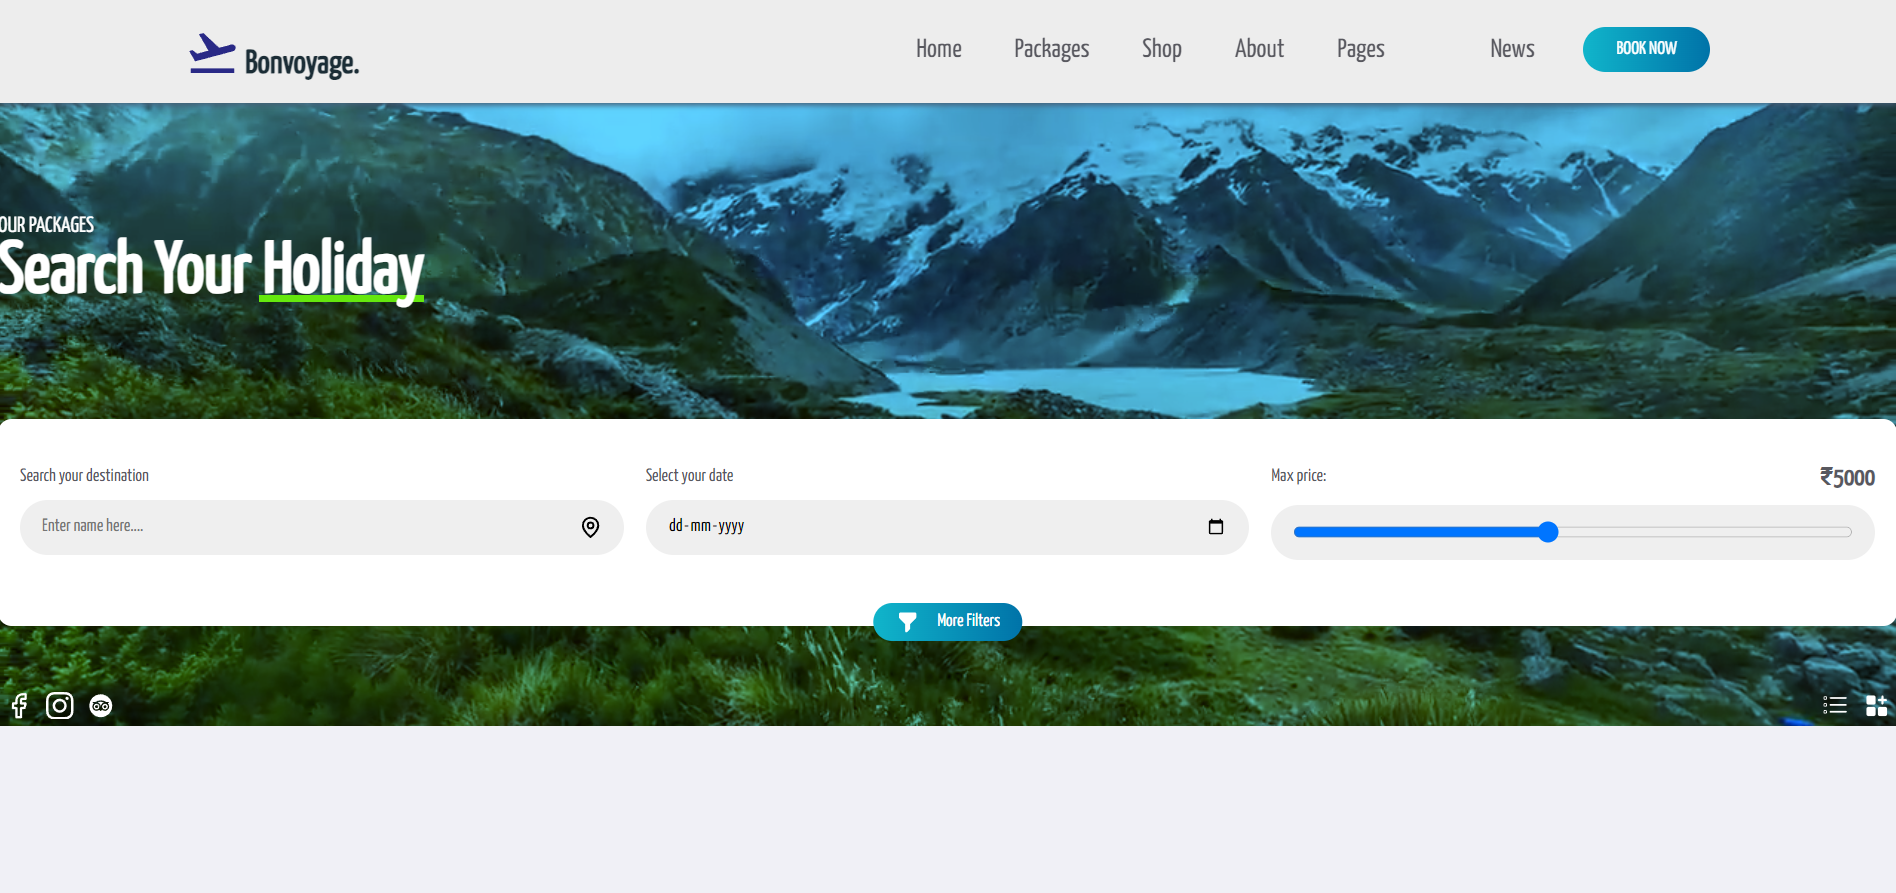 Bonvoyage.
Home Packages Shop About Pages News BOOK NOW
OUR PACKAGES
Search Your Holiday
Search your destination
Enter name here....
Select your date
dd-mm-yyyy
Max price:
₹5000
More Filters